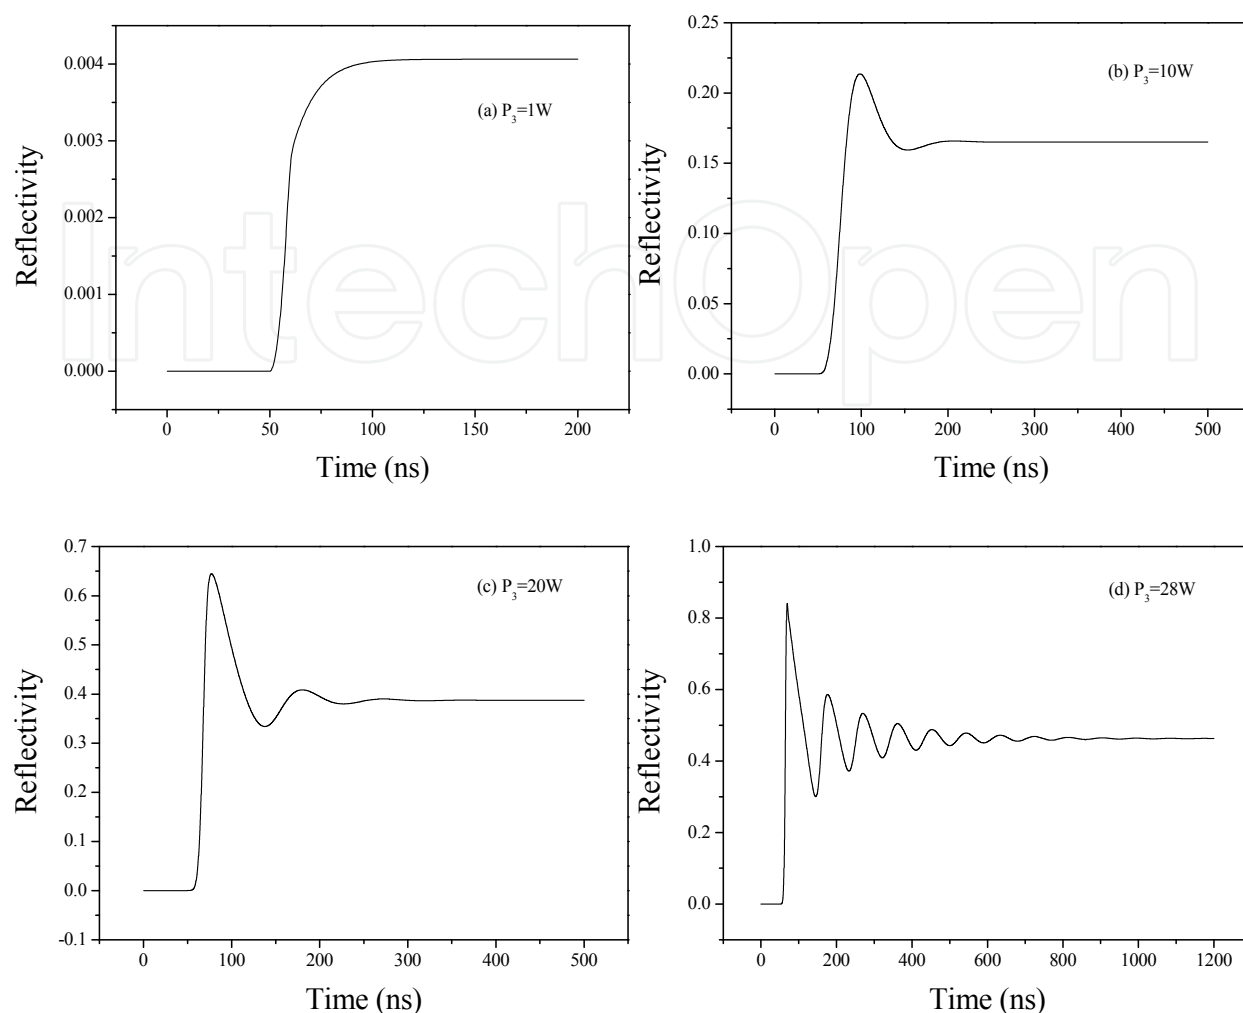 0.004
0.003
0.002
0.001
0.000
Reflectivity
(a) P3=1W
0 50 100 150 200
Time (ns)
0.25
0.20
0.15
0.10
0.05
0.00
Reflectivity
(b) P3=10W
0 100 200 300 400 500
Time (ns)
IntechOpen
0.7
0.6
0.5
0.4
0.3
0.2
0.1
0.0
-0.1
Reflectivity
(c) P3=20W
0 100 200 300 400 500
Time (ns)
1.0
0.8
0.6
0.4
0.2
0.0
Reflectivity
(d) P3=28W
0 200 400 600 800 1000 1200
Time (ns)